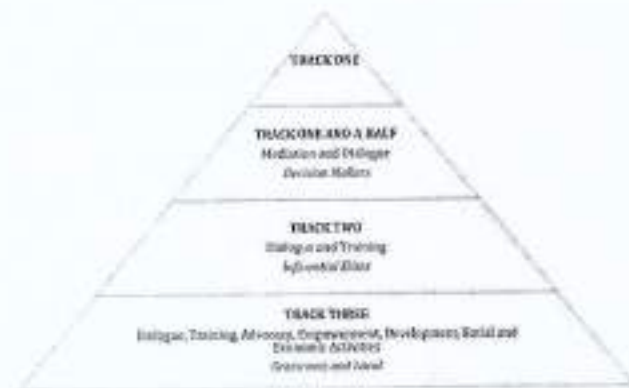 TRACK ONE
TRACK ONE AND A HALF
Mediation and Dialogue
Decision Makers
TRACK TWO
Dialogue and Training
Influential Elites
TRACK THREE
Dialogue, Training, Advocacy, Empowerment, Development, Social and
Economic Activities
Grassroots and Local